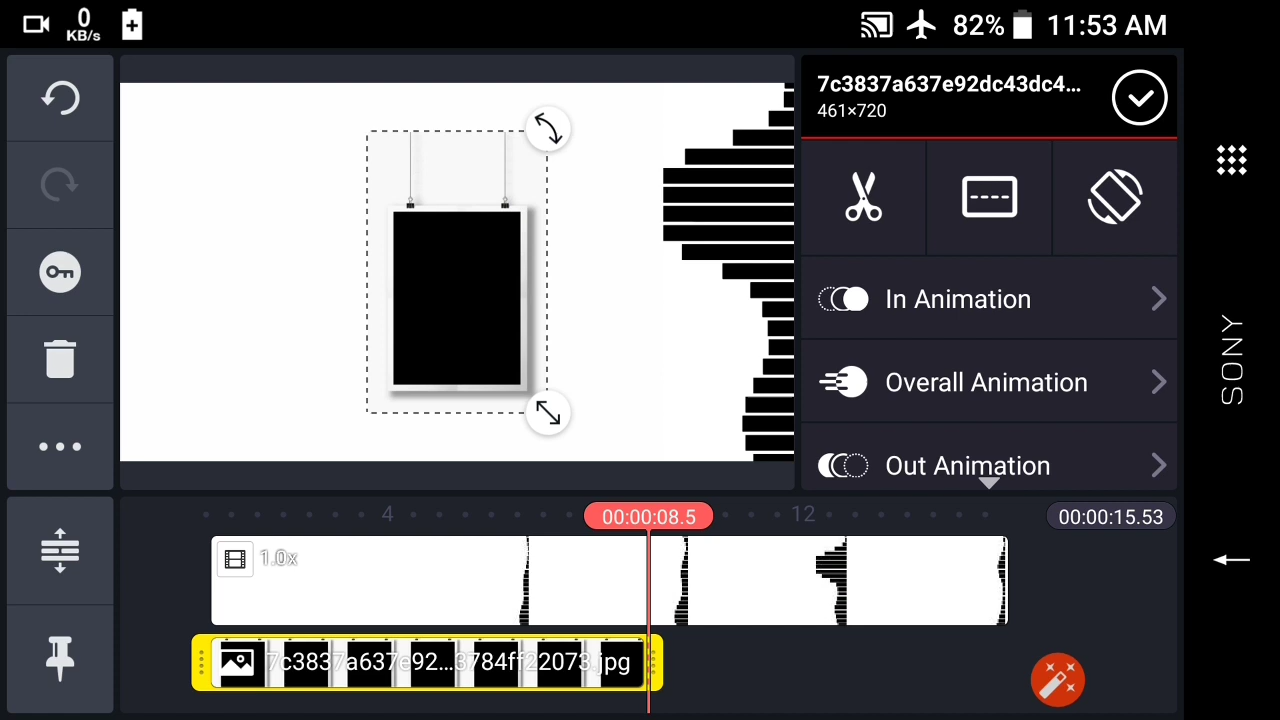 0
KB/s
82%
11:53 AM
7c3837a637e92dc43dc4...
461×720
In Animation
Overall Animation
Out Animation
4
00:00:08.5
12
00:00:15.53
1.0x
7c3837a637e92...3784ff22073.jpg
SONY